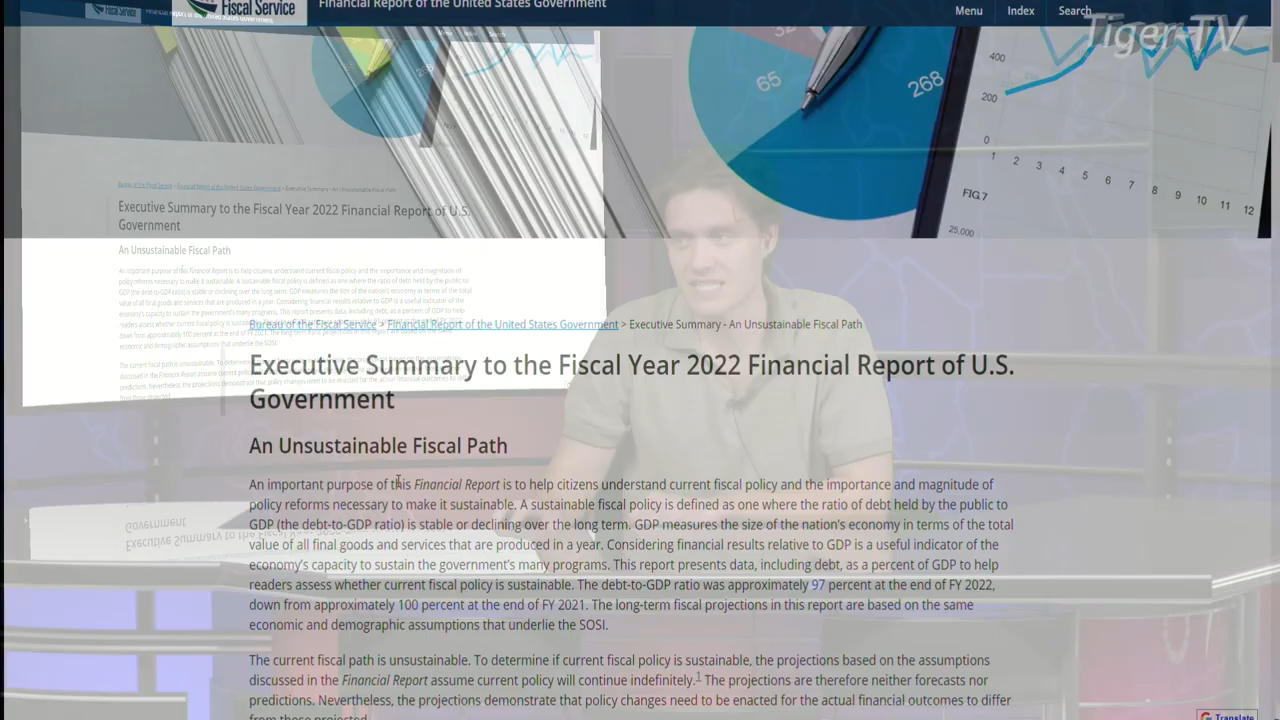 Fiscal Service
Financial Report of the United States Government
Menu Index Search
Tiger-TV
32
65
268
400
200
0
1 2 3 4 5 6 7 8 9 10 11 12
FIG.7
25,000
Bureau of the Fiscal Service > Financial Report of the United States Government > Executive Summary - An Unsustainable Fiscal Path
Executive Summary to the Fiscal Year 2022 Financial Report of U.S.
Government
An Unsustainable Fiscal Path
Executive Summary to the Fiscal Year 2022 Financial Report of U.S.
Government
An Unsustainable Fiscal Path
An important purpose of this Financial Report is to help citizens understand current fiscal policy and the importance and magnitude of
policy reforms necessary to make it sustainable. A sustainable fiscal policy is defined as one where the ratio of debt held by the public to
GDP (the debt-to-GDP ratio) is stable or declining over the long term. GDP measures the size of the nation's economy in terms of the total
value of all final goods and services that are produced in a year. Considering financial results relative to GDP is a useful indicator of the
economy's capacity to sustain the government's many programs. This report presents data, including debt, as a percent of GDP to help
readers assess whether current fiscal policy is sustainable. The debt-to-GDP ratio was approximately 97 percent at the end of FY 2022,
down from approximately 100 percent at the end of FY 2021. The long-term fiscal projections in this report are based on the same
economic and demographic assumptions that underlie the SOSI.
The current fiscal path is unsustainable. To determine if current fiscal policy is sustainable, the projections based on the assumptions
discussed in the Financial Report assume current policy will continue indefinitely.1 The projections are therefore neither forecasts nor
predictions. Nevertheless, the projections demonstrate that policy changes need to be enacted for the actual financial outcomes to differ
from those projected.
Translate